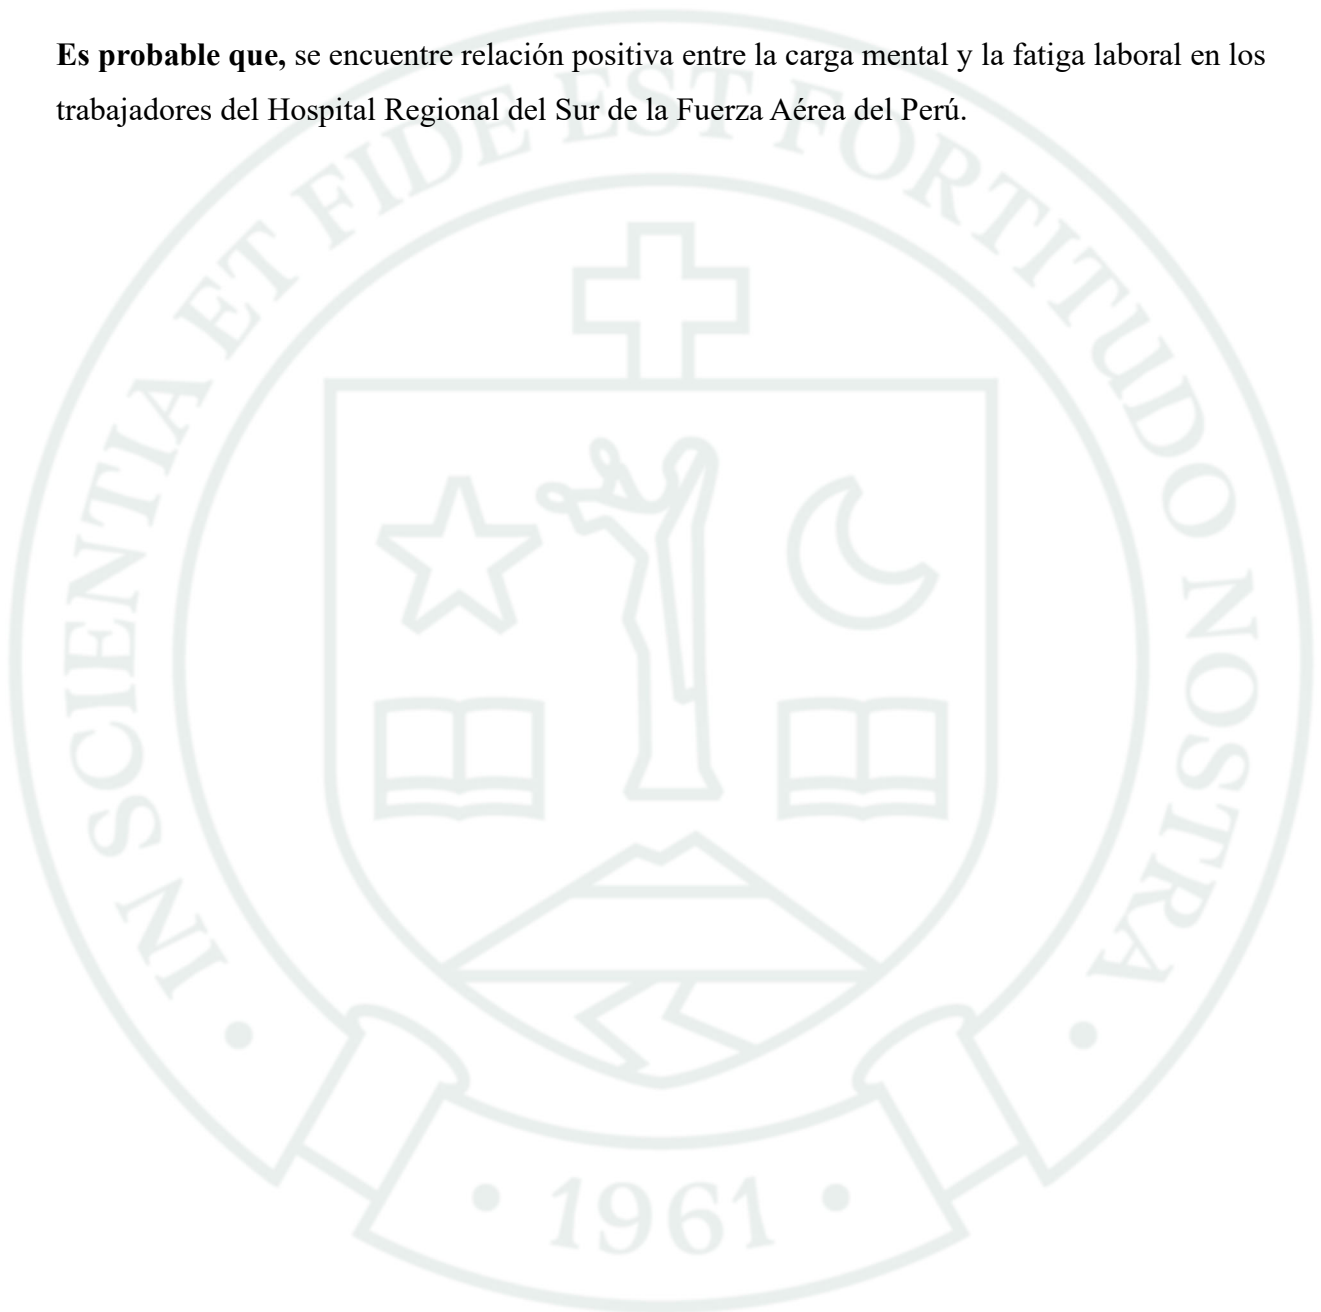 Es probable que, se encuentre relación positiva entre la carga mental y la fatiga laboral en los
trabajadores del Hospital Regional del Sur de la Fuerza Aérea del Perú.
IN SCIENTIA ET FIDE EST FORTITUDO NOSTRA
• 1961 •